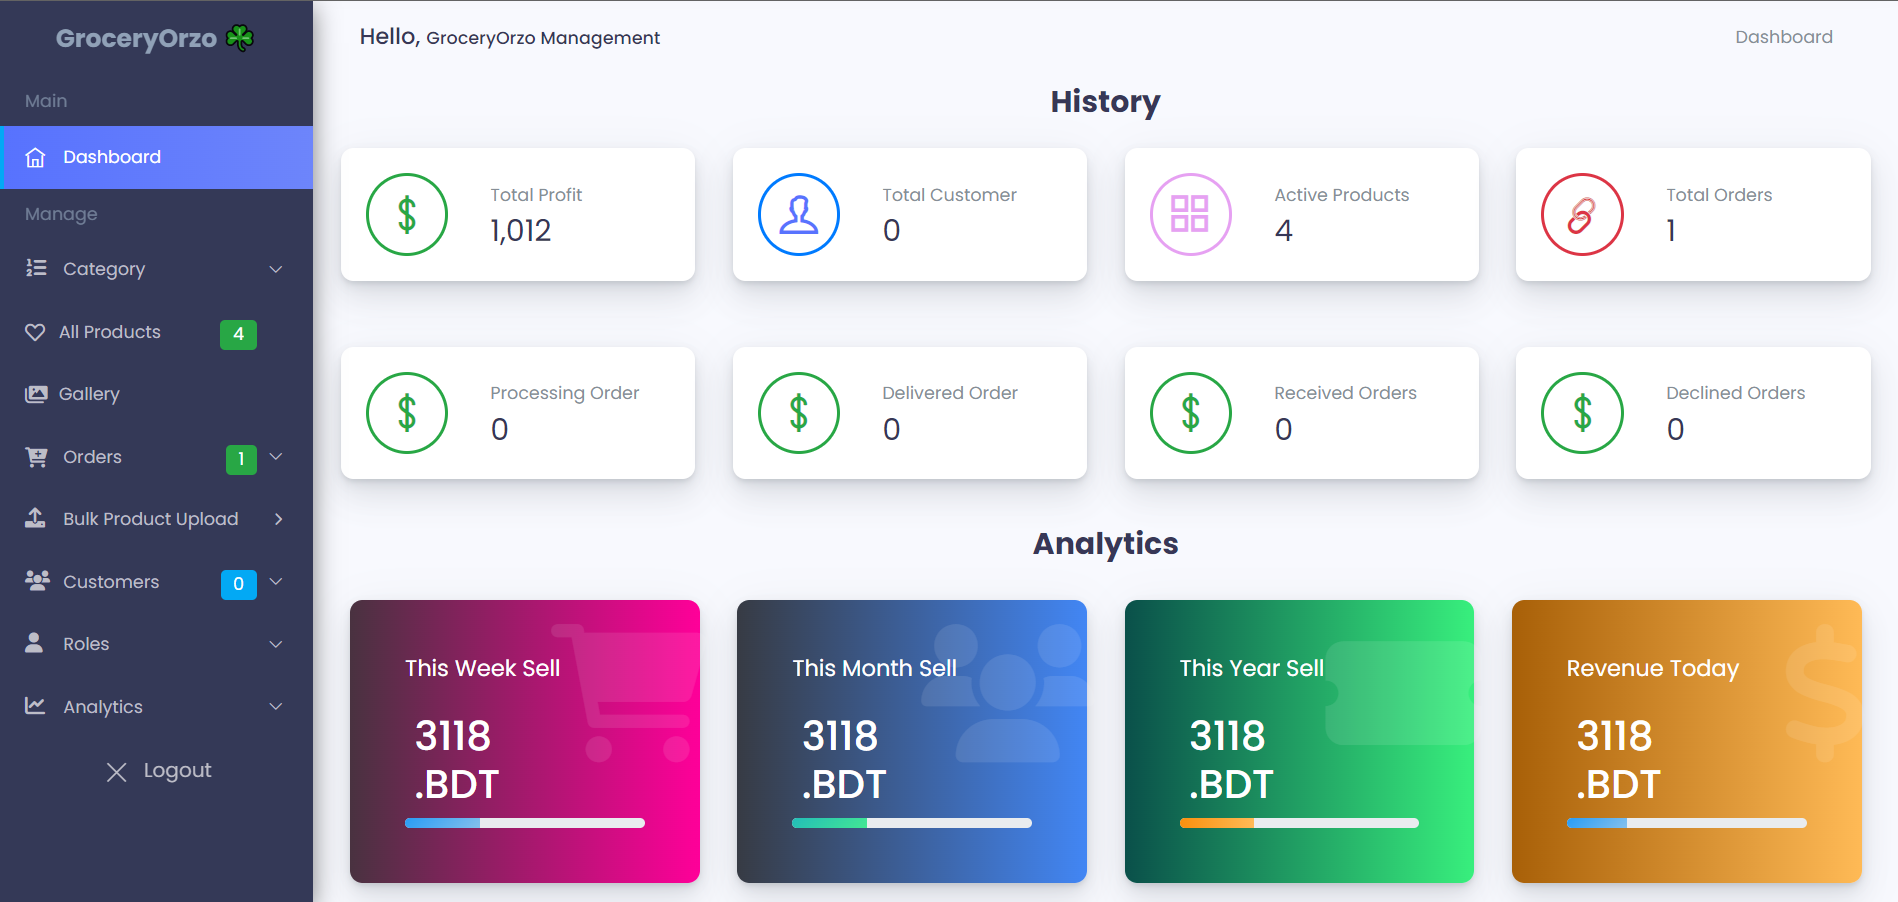 GroceryOrzo
Main
Dashboard
Manage
Category
All Products 4
Gallery
Orders 1
Bulk Product Upload
Customers 0
Roles
Analytics
Logout
Hello, GroceryOrzo Management
Dashboard
History
Total Profit
1,012
Total Customer
0
Active Products
4
Total Orders
1
Processing Order
0
Delivered Order
0
Received Orders
0
Declined Orders
0
Analytics
This Week Sell
3118
.BDT
This Month Sell
3118
.BDT
This Year Sell
3118
.BDT
Revenue Today
3118
.BDT